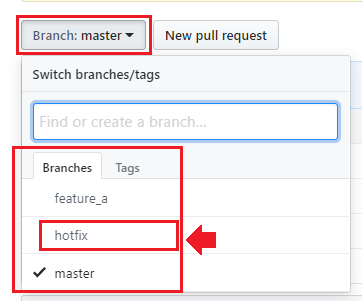 Branch: master New pull request
Switch branches/tags
Find or create a branch...
Branches Tags
feature_a
hotfix
master